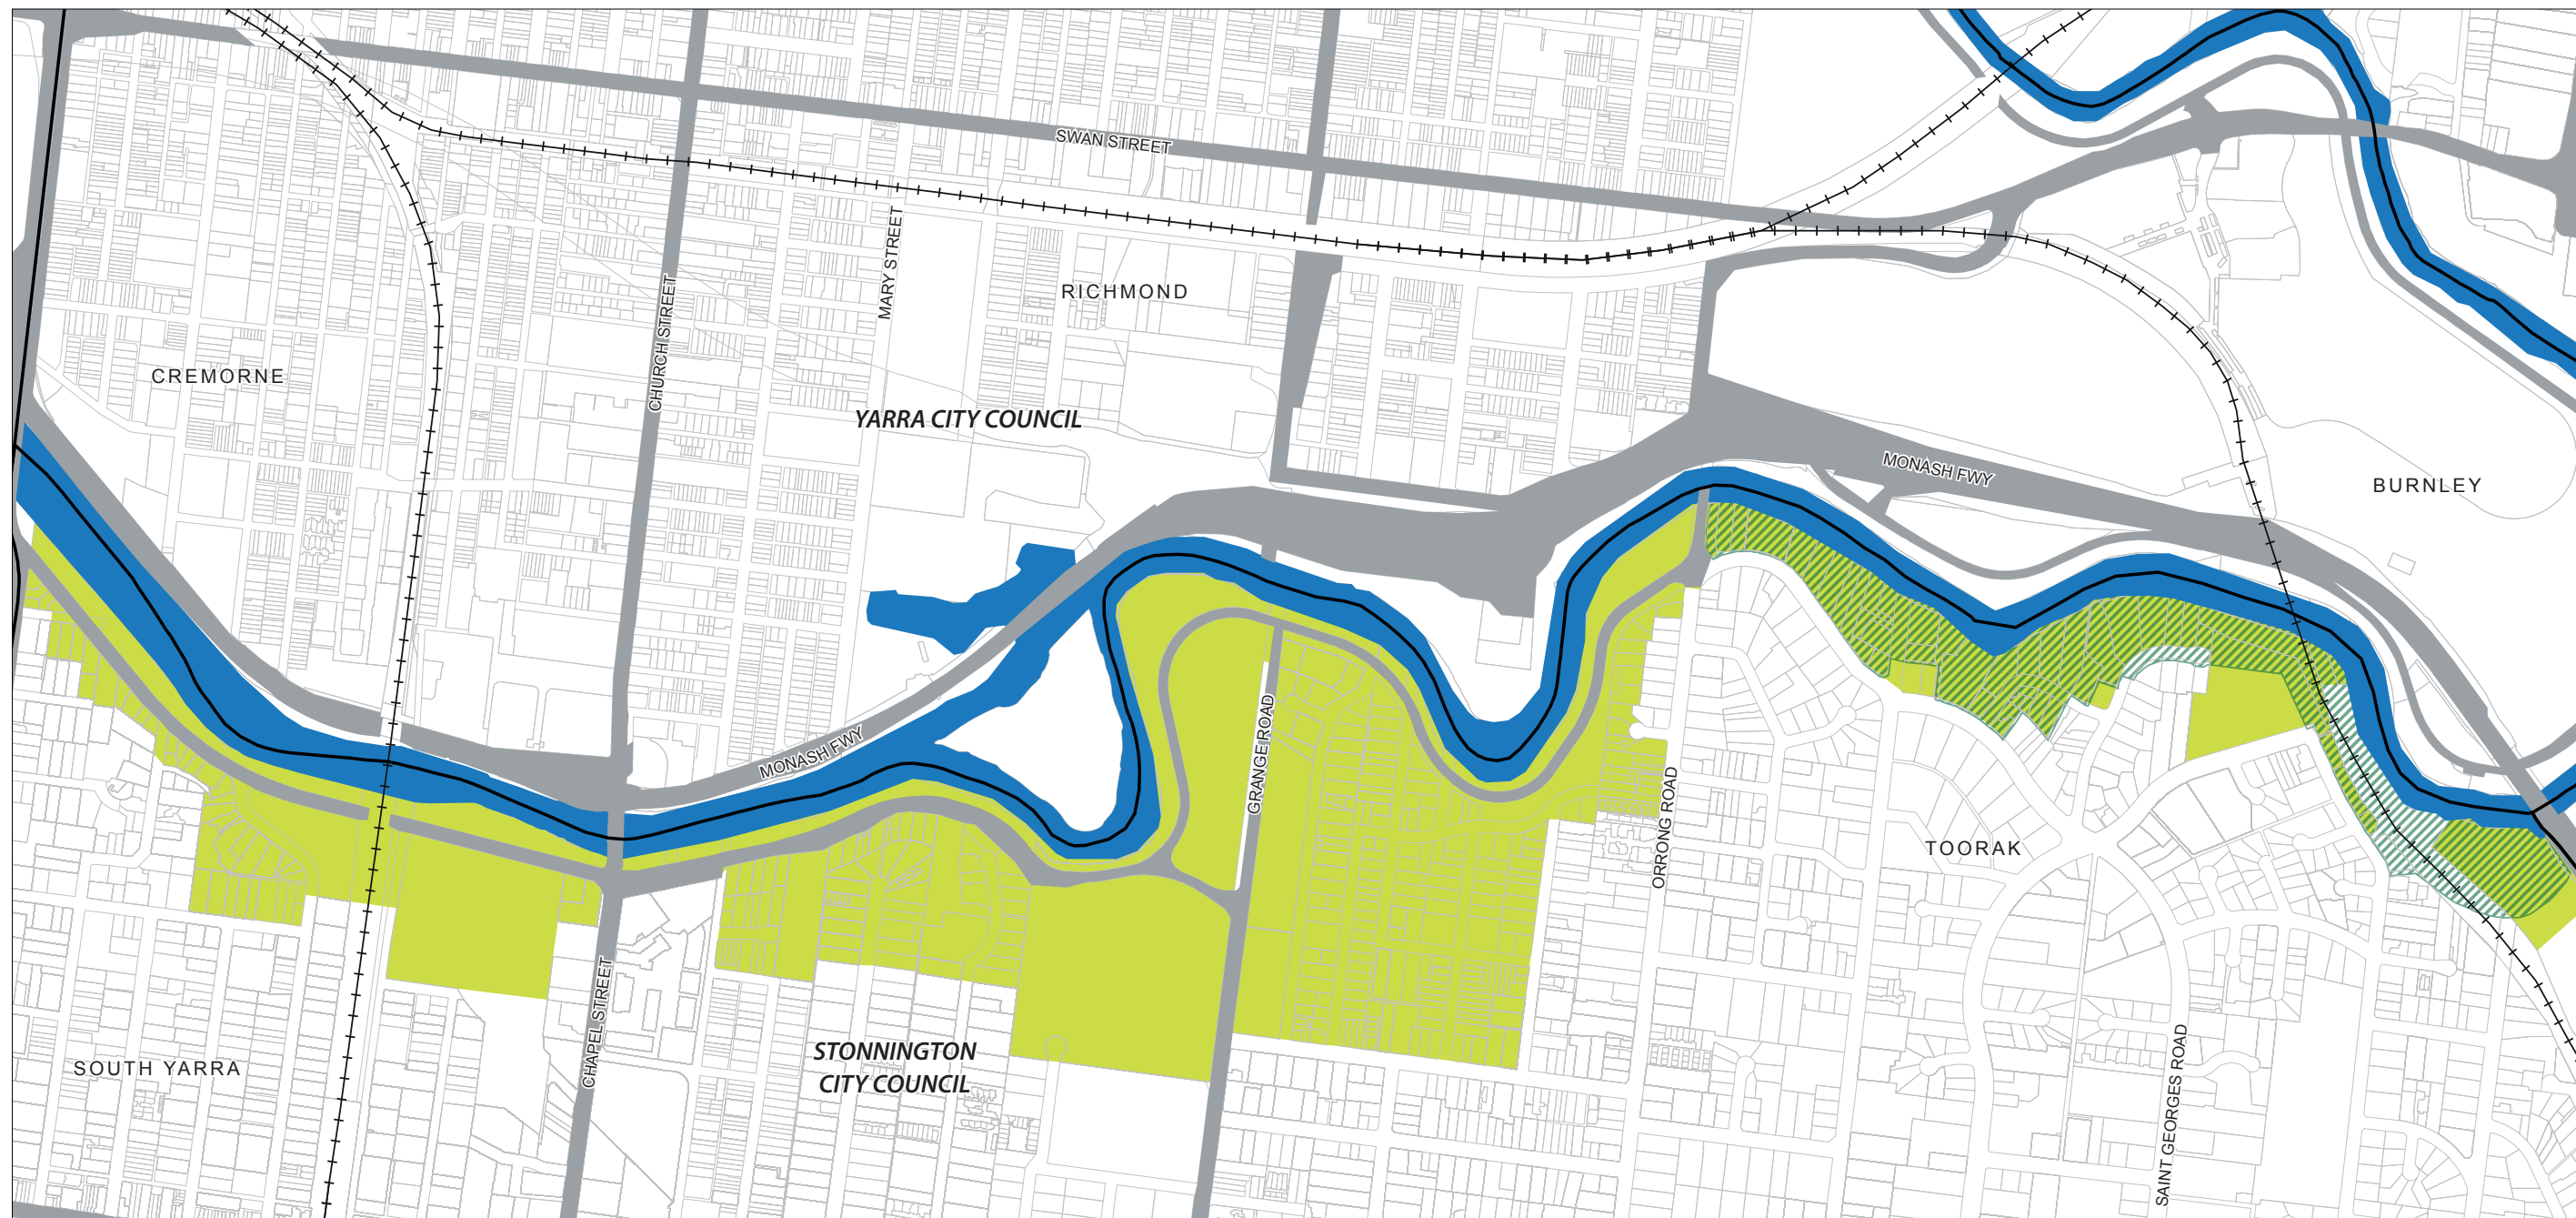 SWAN STREET
MARY STREET
RICHMOND
CHURCH STREET
CREMORNE
YARRA CITY COUNCIL
MONASH FWY
BURNLEY
GRANGE ROAD
MONASH FWY
ORRONG ROAD
TOORAK
CHAPEL STREET
SOUTH YARRA
STONNINGTON
CITY COUNCIL
SAINT GEORGES ROAD